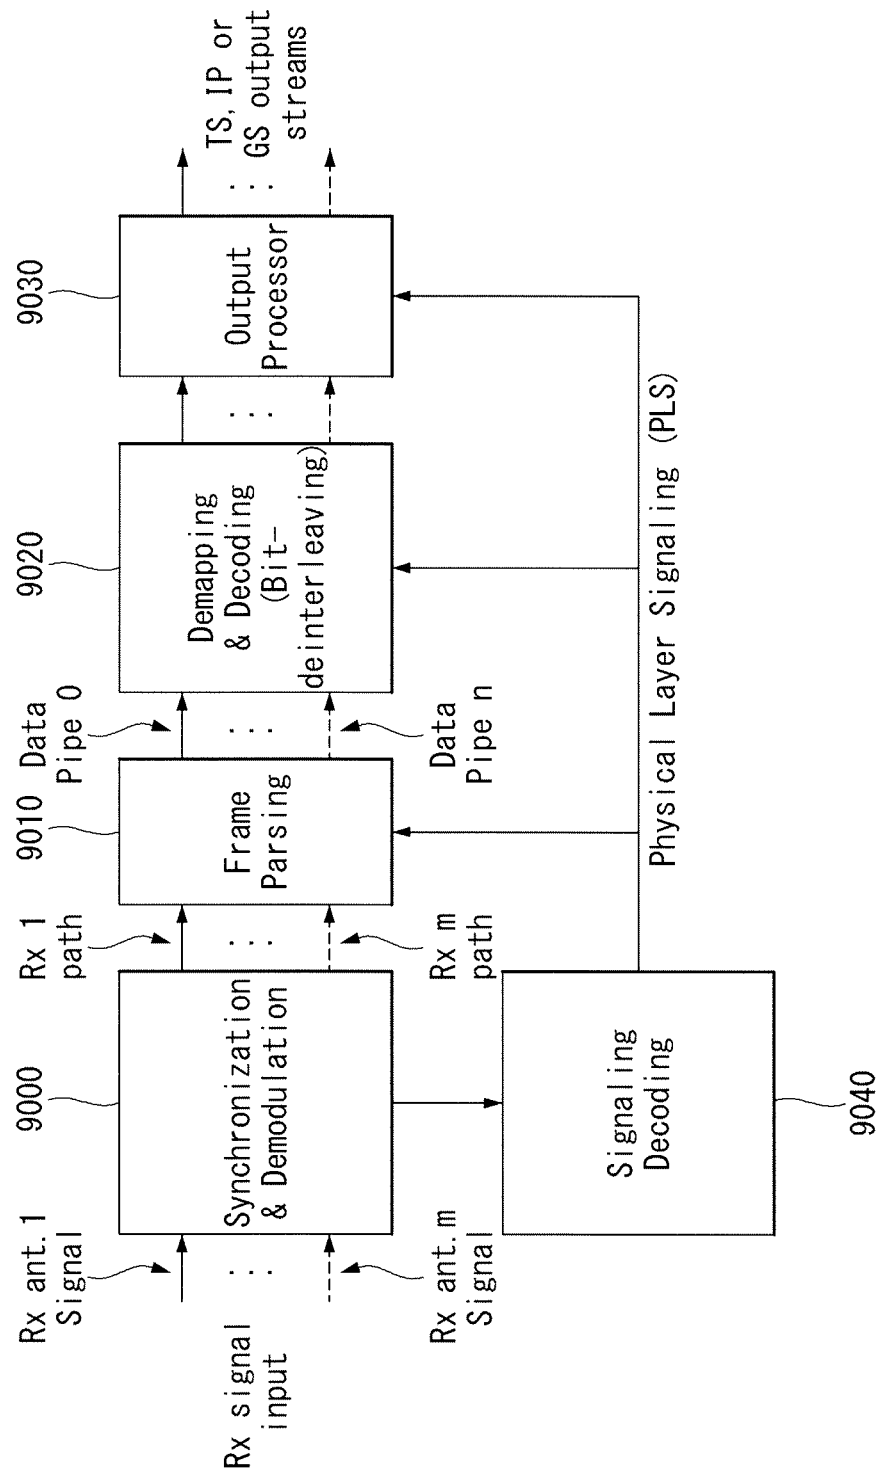 Rx signal
input
Rx ant.1
Signal
Rx ant.m
Signal
9000
Synchronization
& Demodulation
Rx 1
path
Rx m
path
9010
Frame
Parsing
Data
Pipe 0
Data
Pipe n
9020
Demapping
& Decoding
(Bit-
deinterleaving)
9030
Output
Processor
TS, IP or
GS output
streams
Signaling
Decoding
9040
Physical Layer Signaling (PLS)